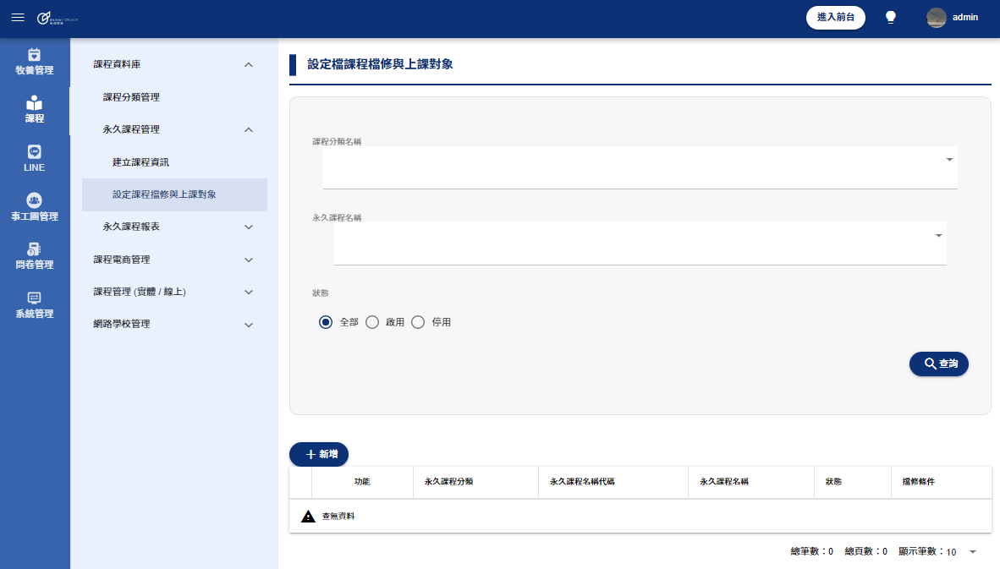 進入前台
admin
牧養管理
課程
LINE
事工團管理
問卷管理
系統管理
課程資料庫
課程分類管理
永久課程管理
建立課程資訊
設定課程擋修與上課對象
永久課程報表
課程電商管理
課程管理 (實體 / 線上)
網路學校管理
設定檔課程檔修與上課對象
課程分類名稱
永久課程名稱
狀態
全部 啟用 停用
查詢
新增
功能 永久課程分類 永久課程名稱代碼 永久課程名稱 狀態 擋修條件
查無資料
總筆數：0 總頁數：0 顯示筆數：10